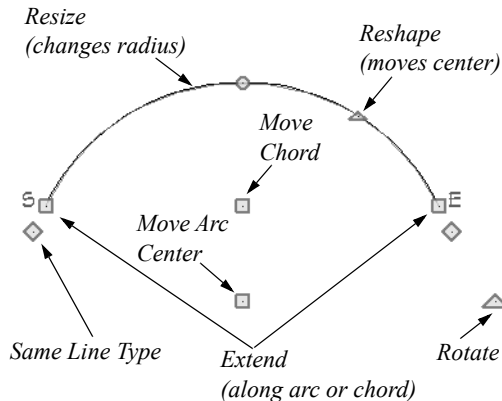 Resize
(changes radius)
Reshape
(moves center)
Move
Chord
S
E
Move Arc
Center
Same Line Type
Extend
(along arc or chord)
Rotate